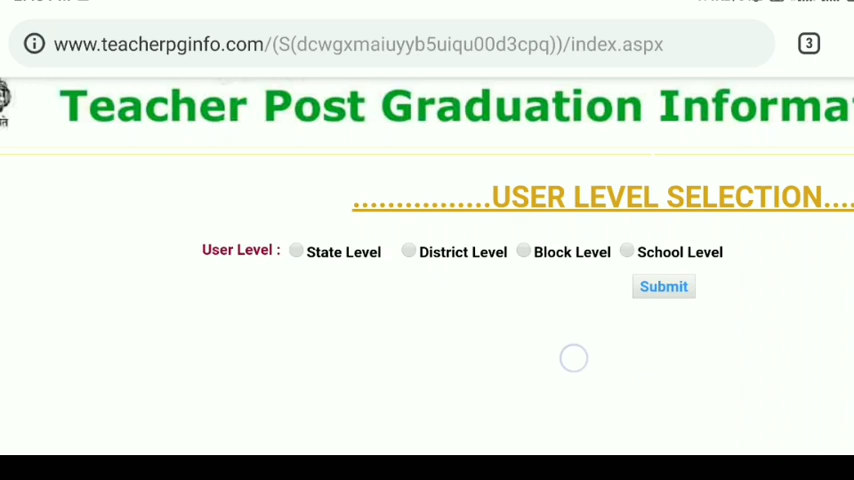 www.teacherpginfo.com/(S(dcwgxmaiuyyb5uiqu00d3cpq))/index.aspx
3
Teacher Post Graduation Informa
................USER LEVEL SELECTION....
User Level : State Level District Level Block Level School Level
Submit